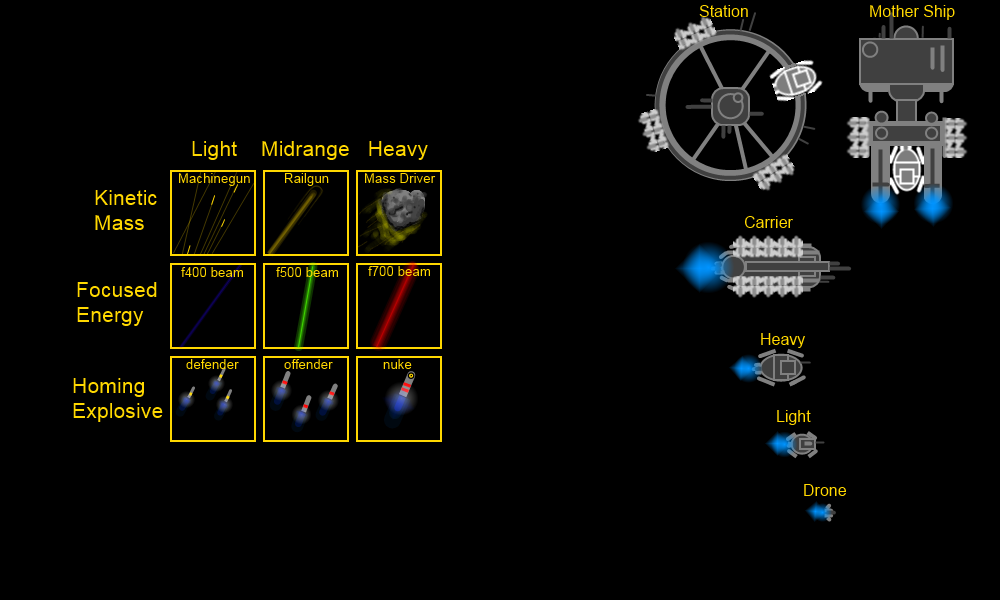 Station
Mother Ship
Light
Midrange
Heavy
Kinetic
Mass
Machinegun
Railgun
Mass Driver
Focused
Energy
f400 beam
f500 beam
f700 beam
Homing
Explosive
defender
offender
nuke
Carrier
Heavy
Light
Drone